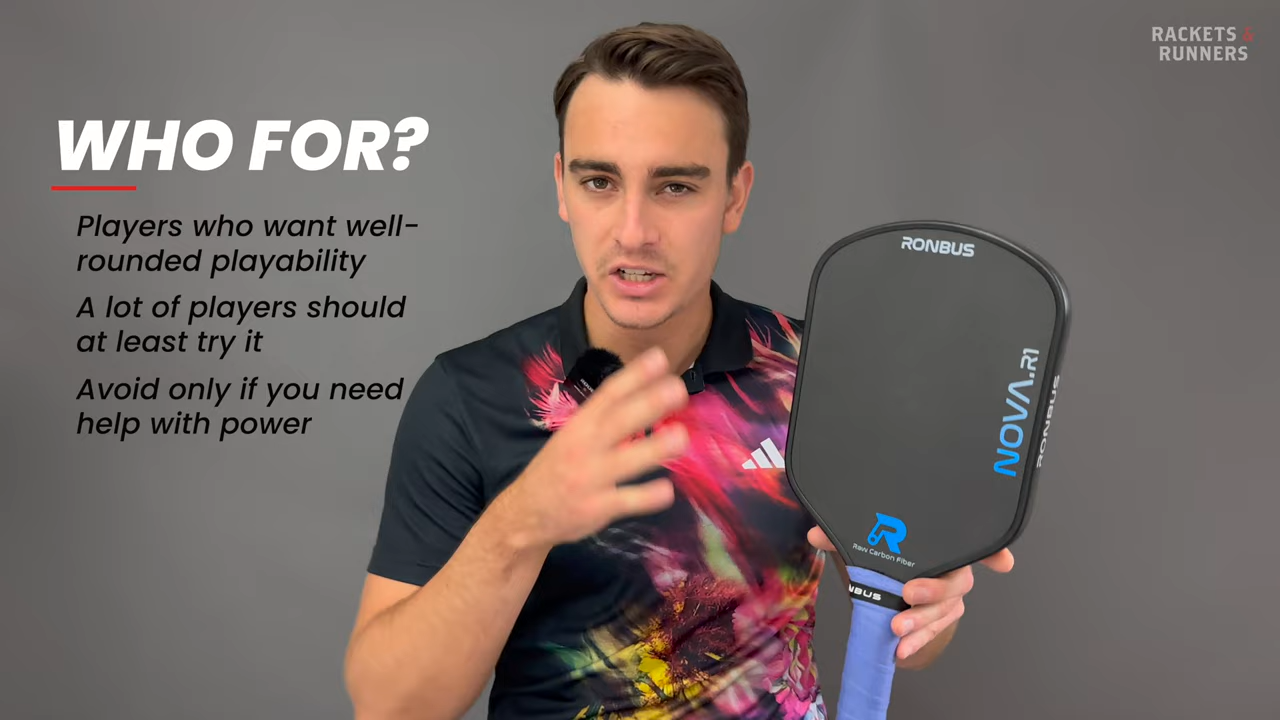 RACKETS &
RUNNERS
WHO FOR?
Players who want well-
rounded playability
A lot of players should
at least try it
Avoid only if you need
help with power
RONBUS
NOVA.R1
RONBUS
R
Raw Carbon Fiber
NBUS